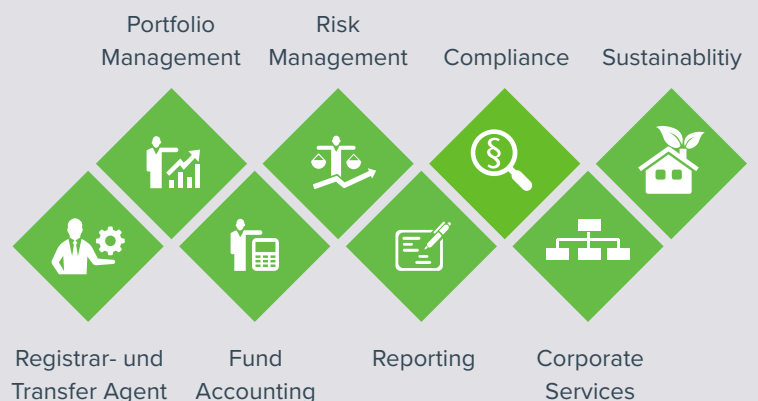 Portfolio
Management
Risk
Management
Compliance
Sustainablitiy
§
Registrar- und
Transfer Agent
Fund
Accounting
Reporting
Corporate
Services